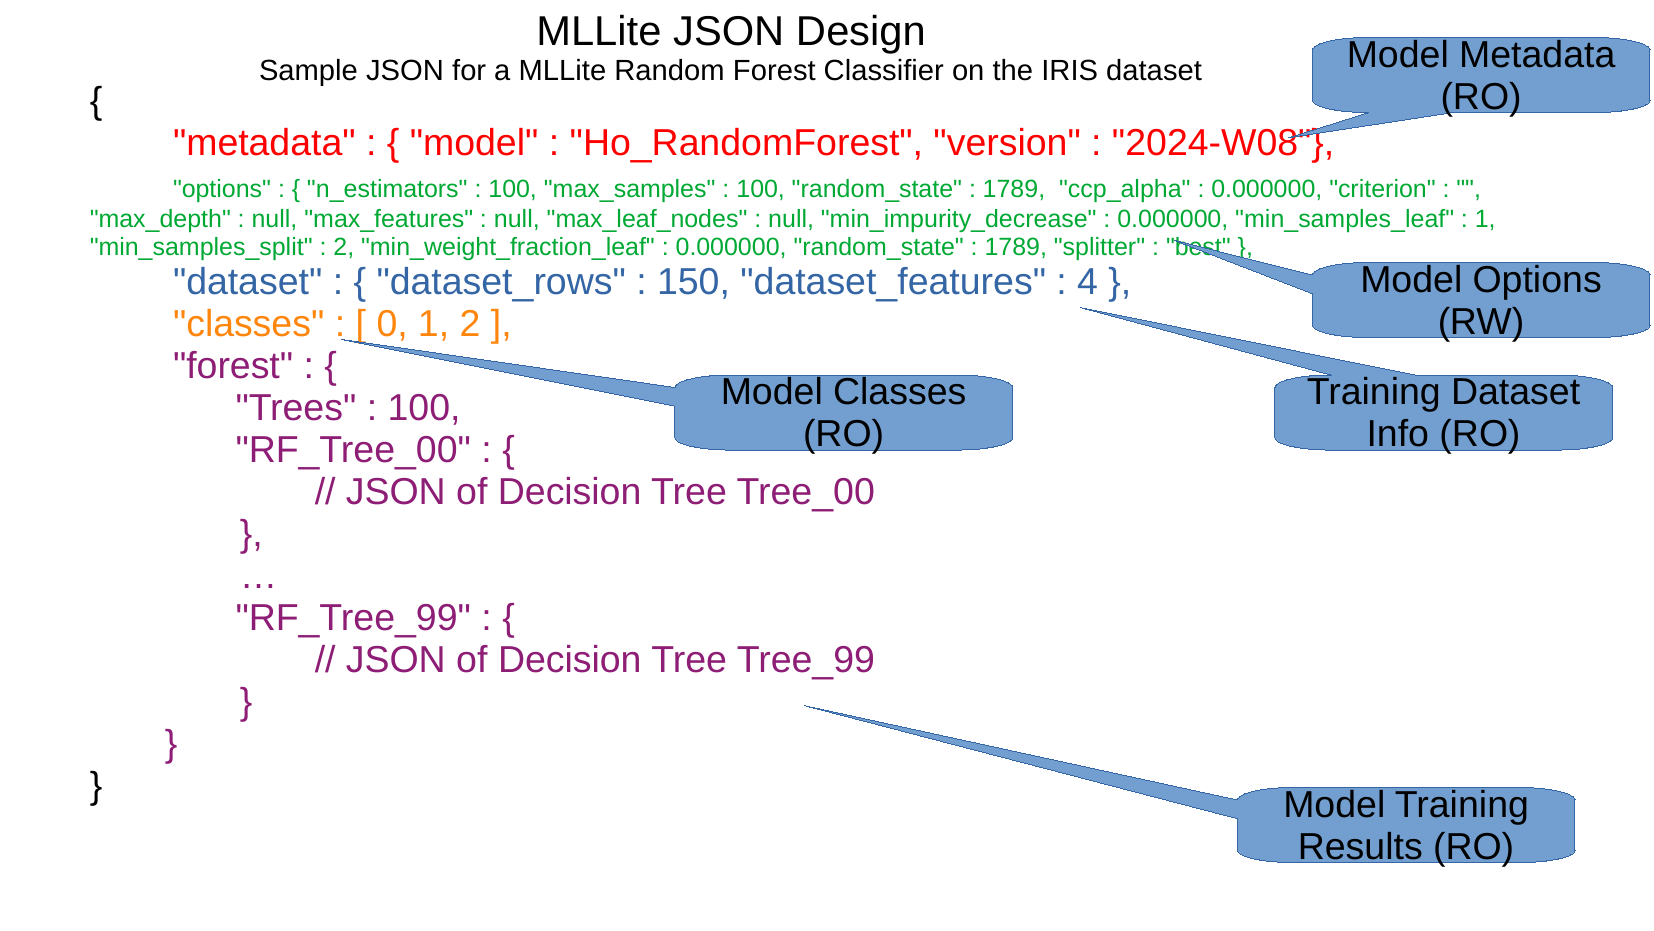 MLLite JSON Design
Sample JSON for a MLLite Random Forest Classifier on the IRIS dataset
{
"metadata" : { "model" : "Ho_RandomForest", "version" : "2024-W08"},
"options" : { "n_estimators" : 100, "max_samples" : 100, "random_state" : 1789,  "ccp_alpha" : 0.000000, "criterion" : "",
"max_depth" : null, "max_features" : null, "max_leaf_nodes" : null, "min_impurity_decrease" : 0.000000, "min_samples_leaf" : 1,
"min_samples_split" : 2, "min_weight_fraction_leaf" : 0.000000, "random_state" : 1789, "splitter" : "best" },
"dataset" : { "dataset_rows" : 150, "dataset_features" : 4 },
"classes" : [ 0, 1, 2 ],
"forest" : {
"Trees" : 100,
"RF_Tree_00" : {
// JSON of Decision Tree Tree_00
},
…
"RF_Tree_99" : {
// JSON of Decision Tree Tree_99
}
}
}
Model Metadata
(RO)
Model Options
(RW)
Model Classes
(RO)
Training Dataset
Info (RO)
Model Training
Results (RO)